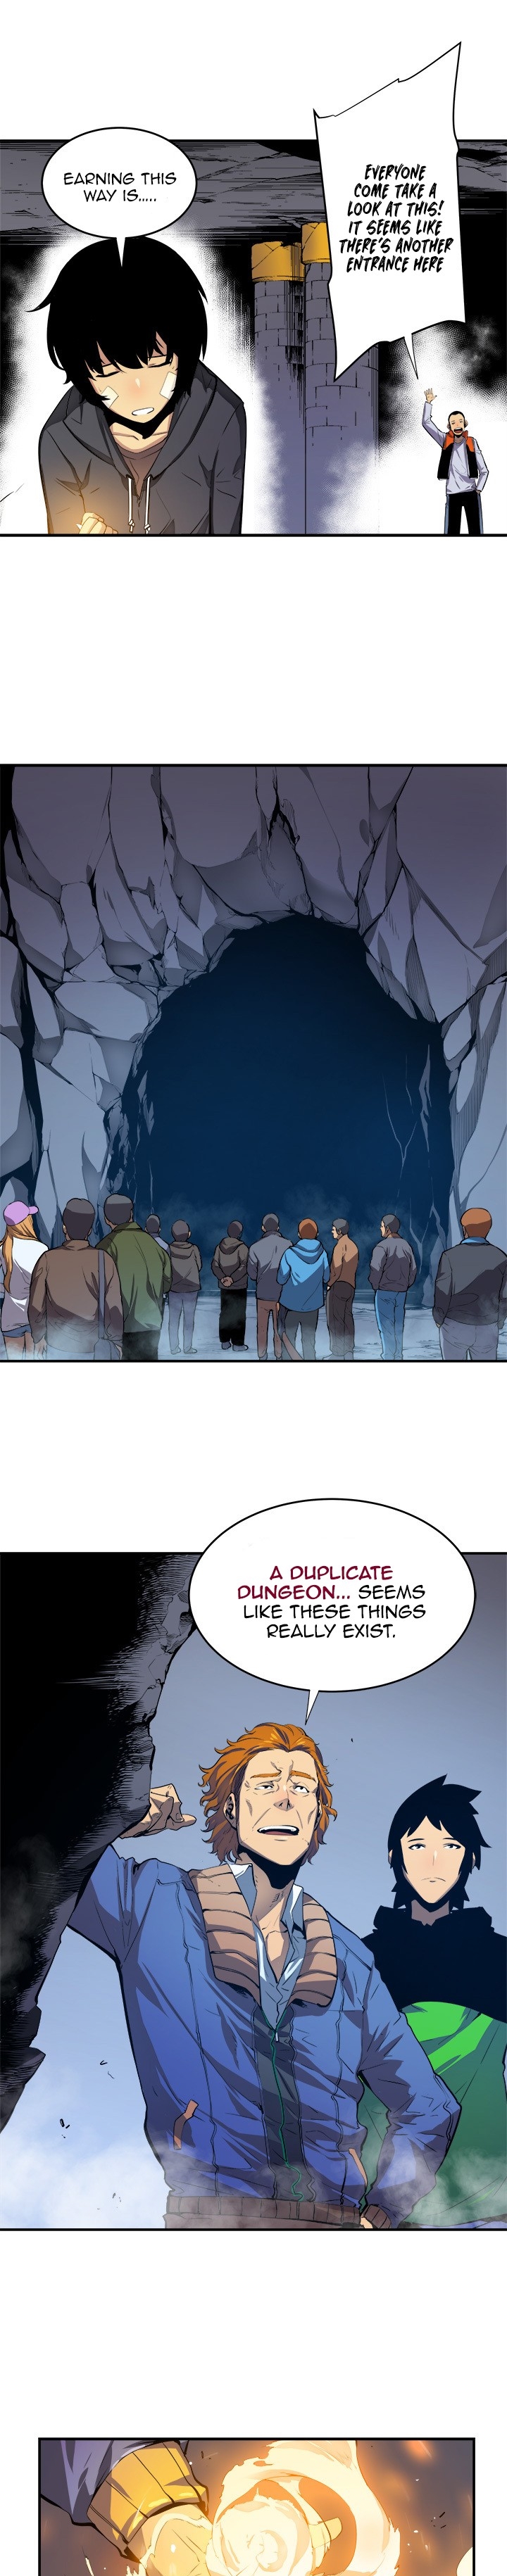 EARNING THIS
WAY IS.....
EVERYONE
COME TAKE A
LOOK AT THIS!
IT SEEMS LIKE
THERE'S ANOTHER
ENTRANCE HERE
A DUPLICATE
DUNGEON... SEEMS
LIKE THESE THINGS
REALLY EXIST.